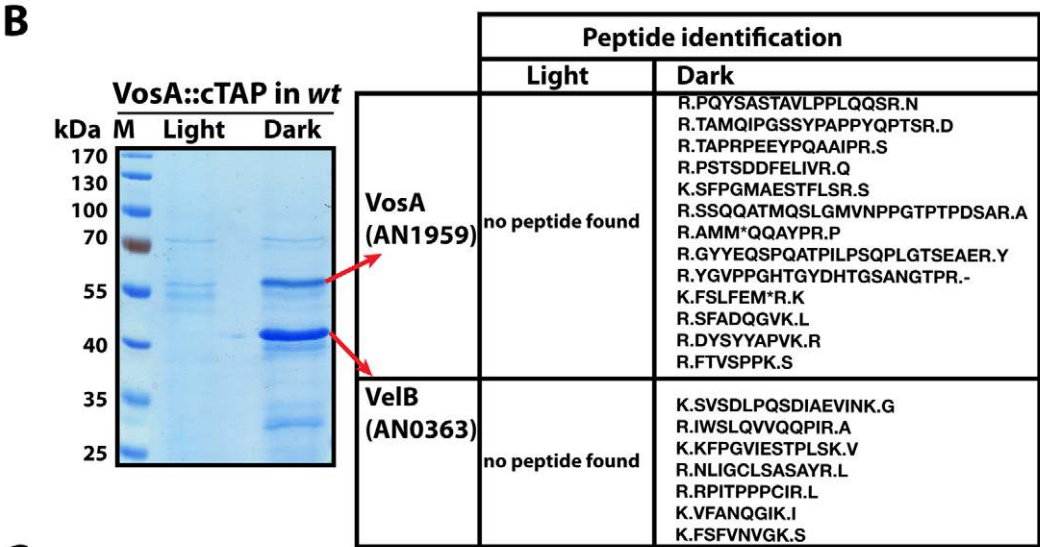 B
Peptide identification
Light Dark
VosA::cTAP in wt
kDa M Light Dark
170
130
100
70
55
40
35
25
VosA
(AN1959)
no peptide found
R.PQYSASTAVLPPLQQSR.N
R.TAMQIPGSSYPAPPYQPTSR.D
R.TAPRPEEYPQAAIPR.S
R.PSTSDDFELIVR.Q
K.SFPGMAESTFLSR.S
R.SSQQATMQSLGMVNPPGTPTPDSAR.A
R.AMM*QQAYPR.P
R.GYYEQSPQATPILPSQPLGTSEAER.Y
R.YGVPPGHTGYDHTGSANGTPR.-
K.FSLFEM*R.K
R.SFADQGVK.L
R.DYSYYAPVK.R
R.FTVSPPK.S
VelB
(AN0363)
no peptide found
K.SVSDLPQSDIAEVINK.G
R.IWSLQVVQQPIR.A
K.KFPGVIESTPLSK.V
R.NLIGCLSASAYR.L
R.RPITPPPCIR.L
K.VFANQGIK.I
K.FSFVNVGK.S